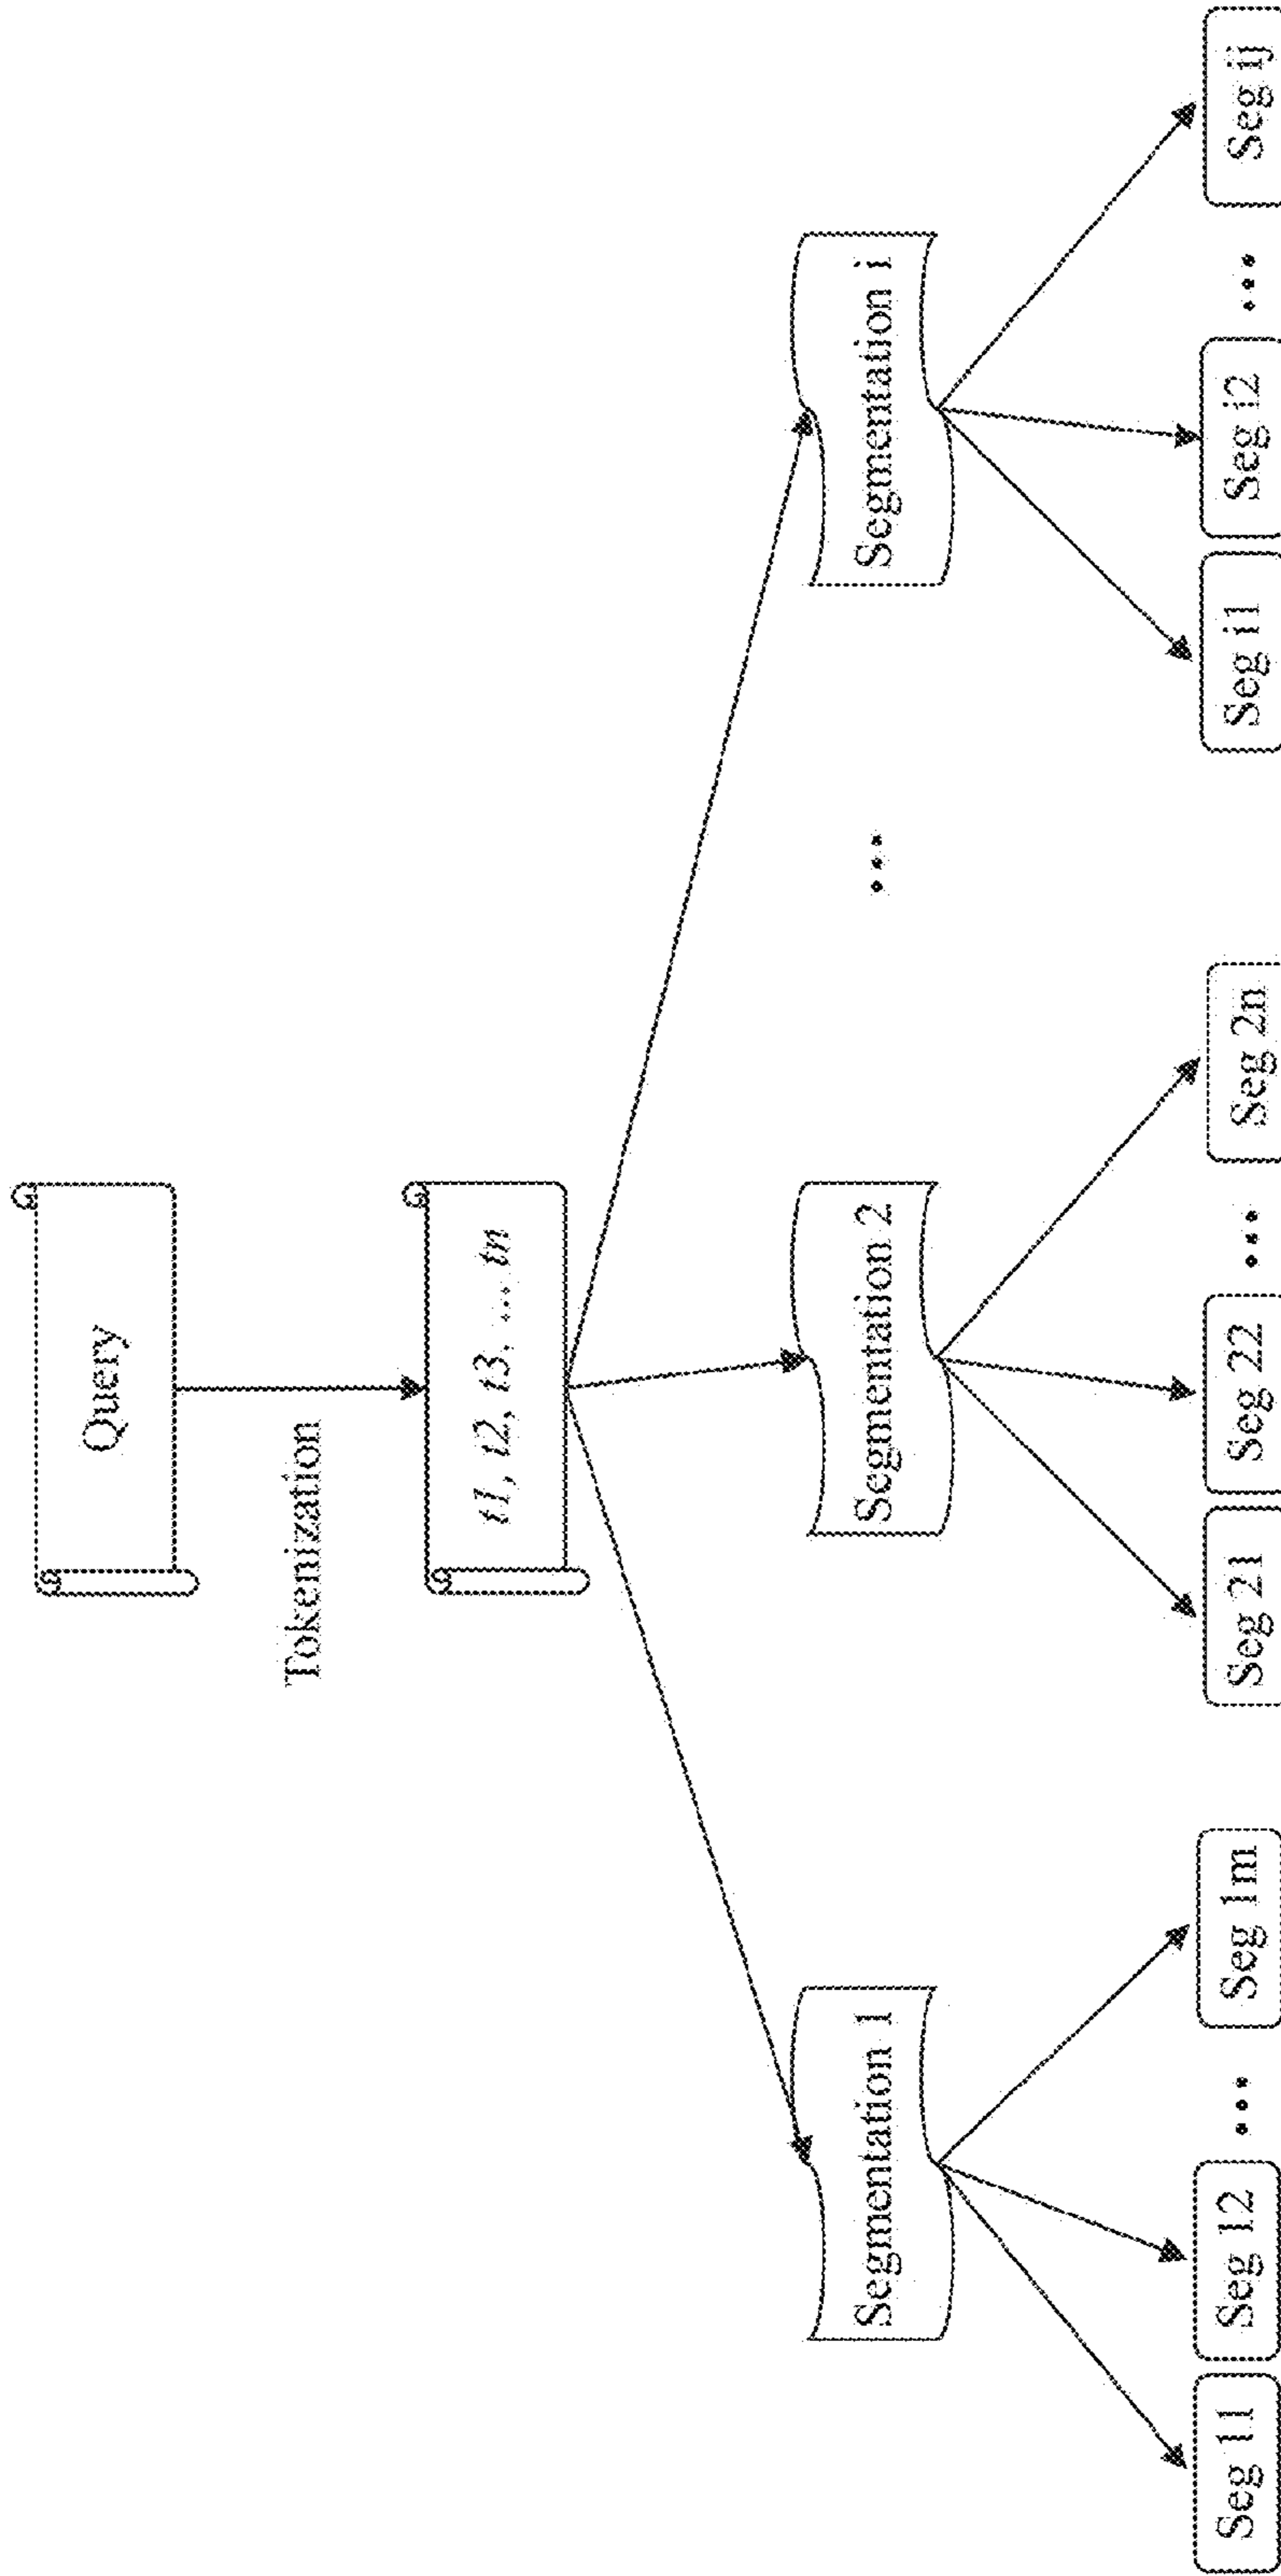 Query
Tokenization
t1, t2, t3, ..., tn
Segmentation 1
Segmentation 2
...
Segmentation i
Seg 11
Seg 12
...
Seg 1m
Seg 21
Seg 22
...
Seg 2n
Seg i1
Seg i2
...
Seg ij